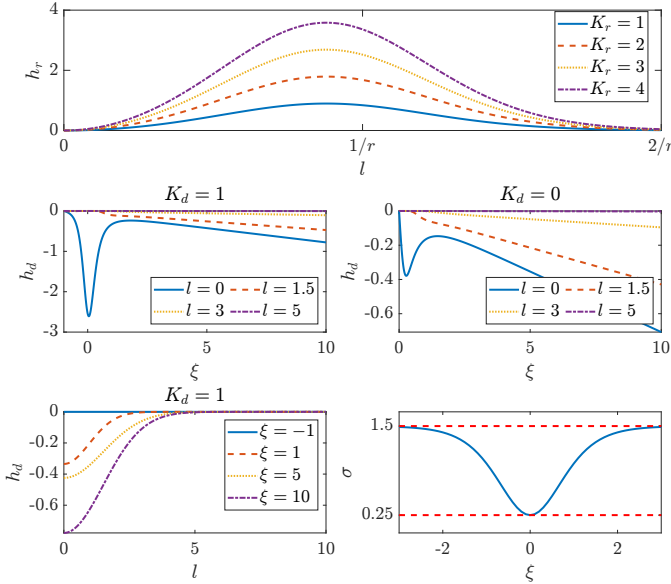 4
2
0
h_r
0
1/r
2/r
l
K_r = 1
K_r = 2
K_r = 3
K_r = 4
K_d = 1
0
-1
-2
-3
h_d
0
5
10
ξ
l = 0
l = 1.5
l = 3
l = 5
K_d = 0
0
-0.2
-0.4
-0.6
h_d
0
5
10
ξ
l = 0
l = 1.5
l = 3
l = 5
K_d = 1
0
-0.2
-0.4
-0.6
h_d
0
5
10
l
ξ = −1
ξ = 1
ξ = 5
ξ = 10
1.5
0.25
σ
-2
0
2
ξ